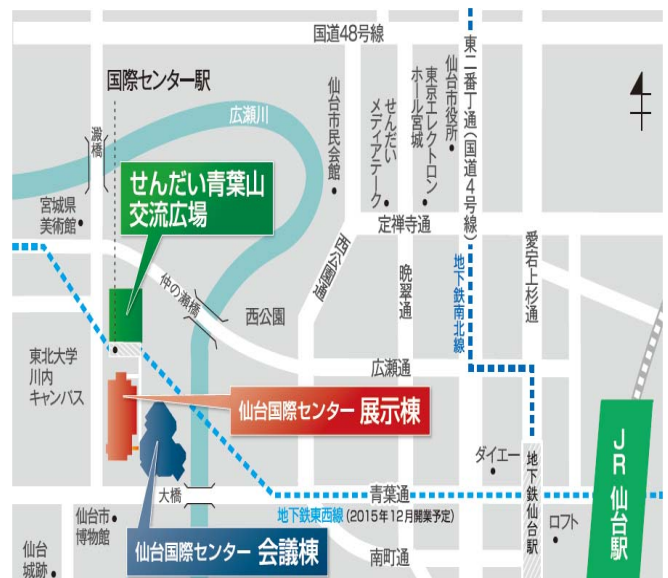 国道48号線
国際センター駅
広瀬川
澱橋
仙台市民会館
せんだい
メディアテーク
東京エレクトロン
ホール宮城
仙台市役所
東二番丁通(国道4号線)
せんだい青葉山
交流広場
宮城県
美術館
定禅寺通
西公園通
晩翠通
地下鉄南北線
愛宕上杉通
仲の瀬橋
西公園
東北大学
川内
キャンパス
広瀬通
仙台国際センター 展示棟
JR仙台駅
ダイエー
地下鉄仙台駅
大橋
青葉通
地下鉄東西線(2015年12月開業予定)
ロフト
仙台市
博物館
仙台国際センター 会議棟
南町通
仙台
城跡